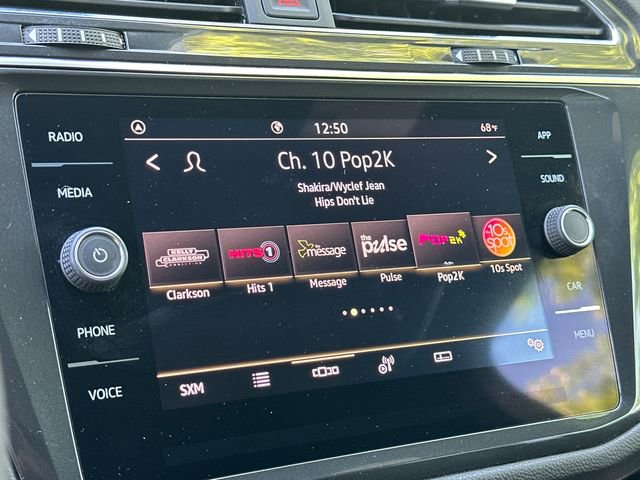 RADIO
MEDIA
PHONE
VOICE
12:50
68°F
Ch. 10 Pop2K
Shakira/Wyclef Jean
Hips Don't Lie
KELLY CLARKSON
HITS 1
the message
the pulse
POP2K
10s SPOT
Clarkson
Hits 1
Message
Pulse
Pop2K
10s Spot
SXM
APP
SOUND
CAR
MENU